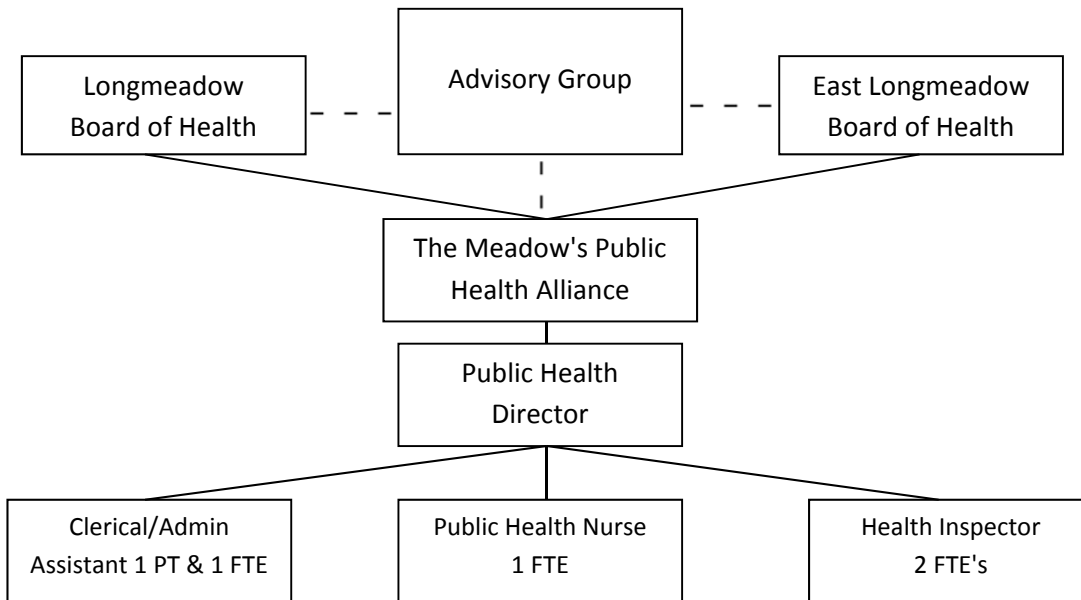 Longmeadow
Board of Health
Advisory Group
East Longmeadow
Board of Health
The Meadow's Public
Health Alliance
Public Health
Director
Clerical/Admin
Assistant 1 PT & 1 FTE
Public Health Nurse
1 FTE
Health Inspector
2 FTE's